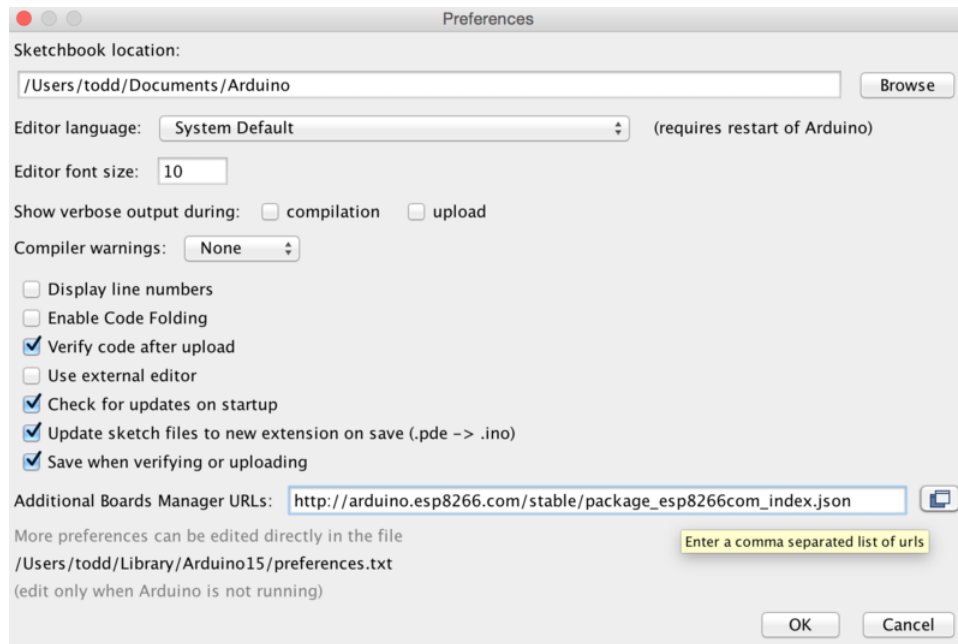 Preferences
Sketchbook location:
/Users/todd/Documents/Arduino Browse
Editor language: System Default (requires restart of Arduino)
Editor font size: 10
Show verbose output during: compilation upload
Compiler warnings: None
Display line numbers
Enable Code Folding
Verify code after upload
Use external editor
Check for updates on startup
Update sketch files to new extension on save (.pde -> .ino)
Save when verifying or uploading
Additional Boards Manager URLs: http://arduino.esp8266.com/stable/package_esp8266com_index.json
More preferences can be edited directly in the file
Enter a comma separated list of urls
/Users/todd/Library/Arduino15/preferences.txt
(edit only when Arduino is not running)
OK Cancel